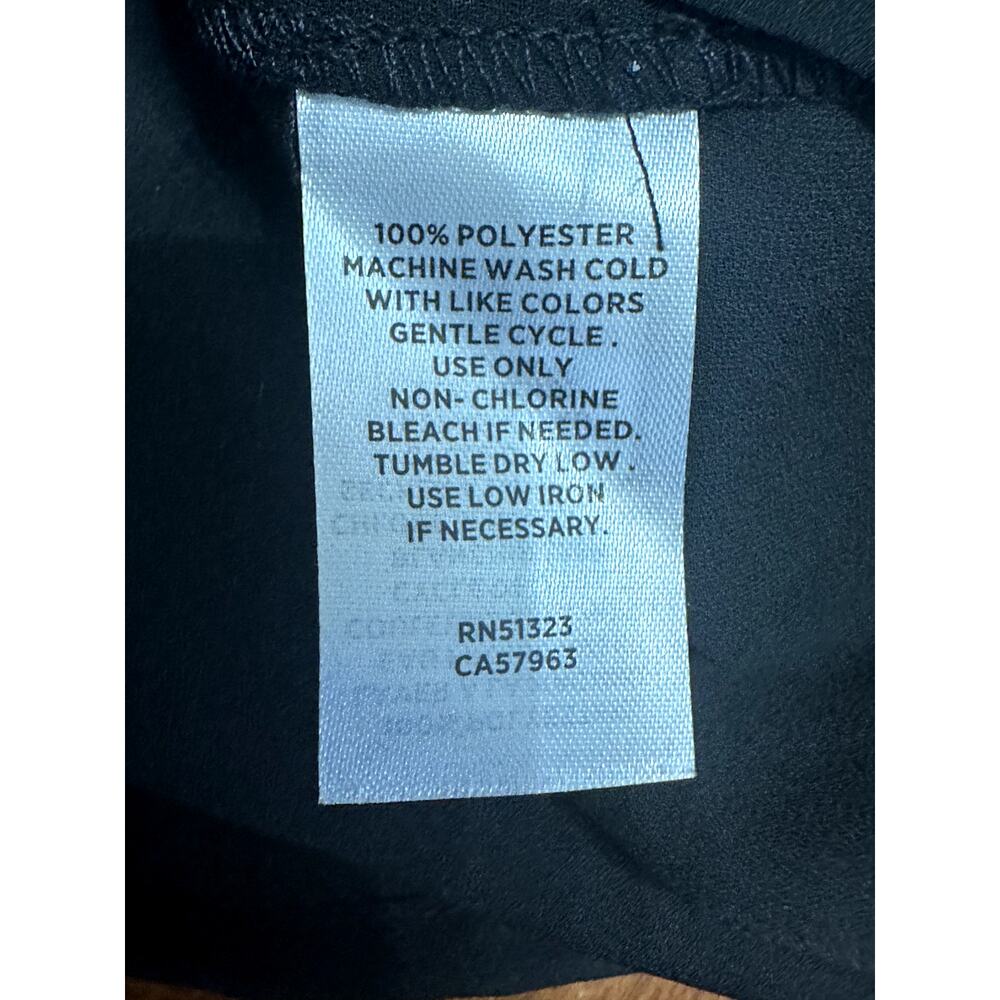 100% POLYESTER
MACHINE WASH COLD
WITH LIKE COLORS
GENTLE CYCLE .
USE ONLY
NON- CHLORINE
BLEACH IF NEEDED.
TUMBLE DRY LOW .
USE LOW IRON
IF NECESSARY.
RN51323
CA57963